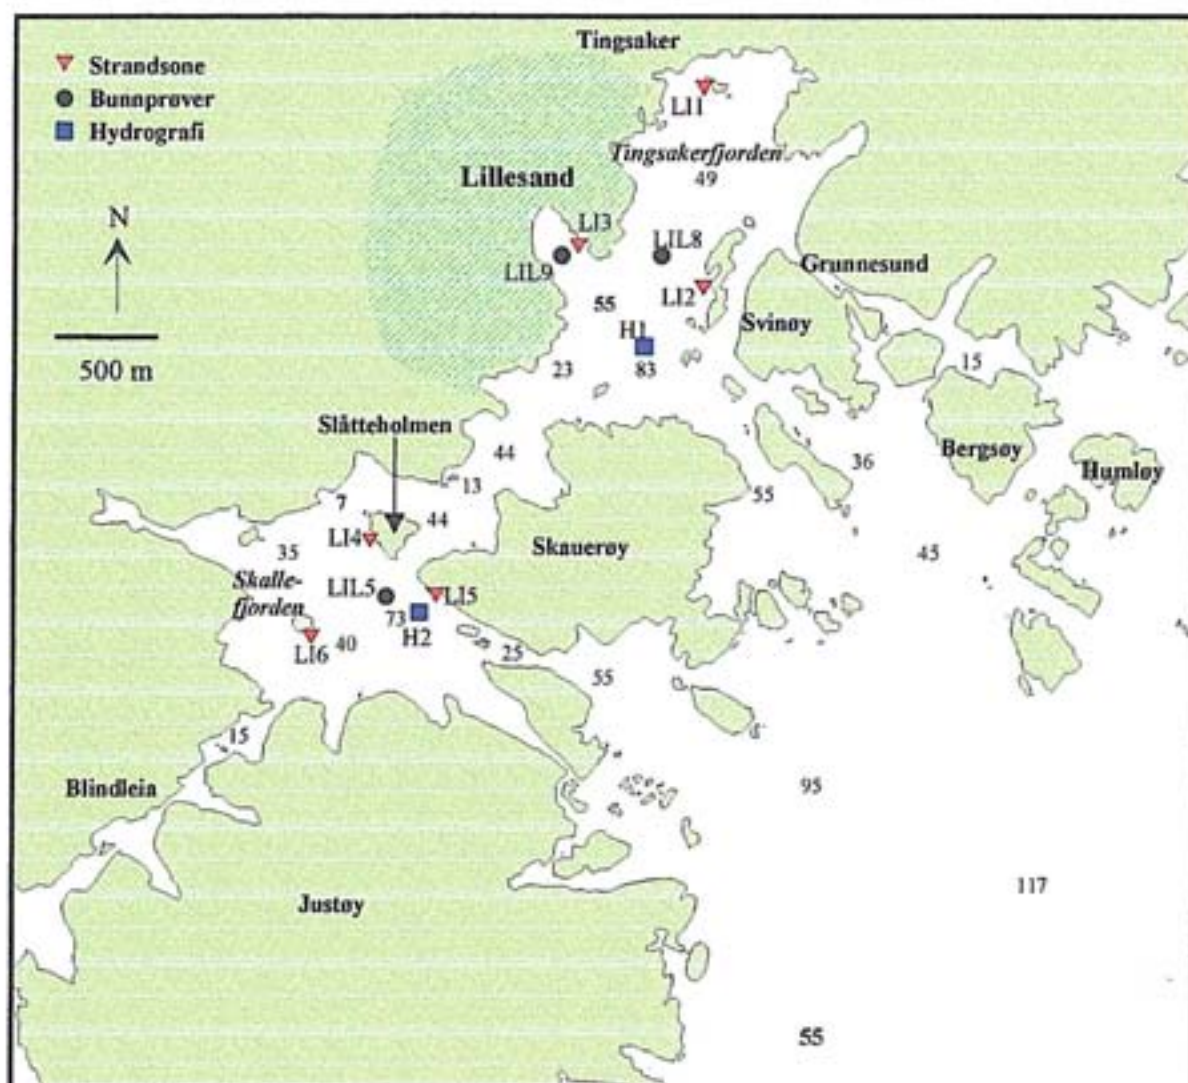 Tingsaker
Strandsone
Bunnprøver
Hydrografi
LI1
Tingsakerfjorden
49
Lillesand
N
LI3
LIL8
LIL9
Grunnesund
LI2
55
H1
Svinøy
500 m
23
83
15
Slåtteholmen
44
36
Bergsøy
Humløy
13
7
55
44
LI4
35
Skauerøy
45
Skalle-
fjorden
LIL5
LI5
73
H2
LI6
40
25
55
15
Blindleia
95
117
Justøy
55